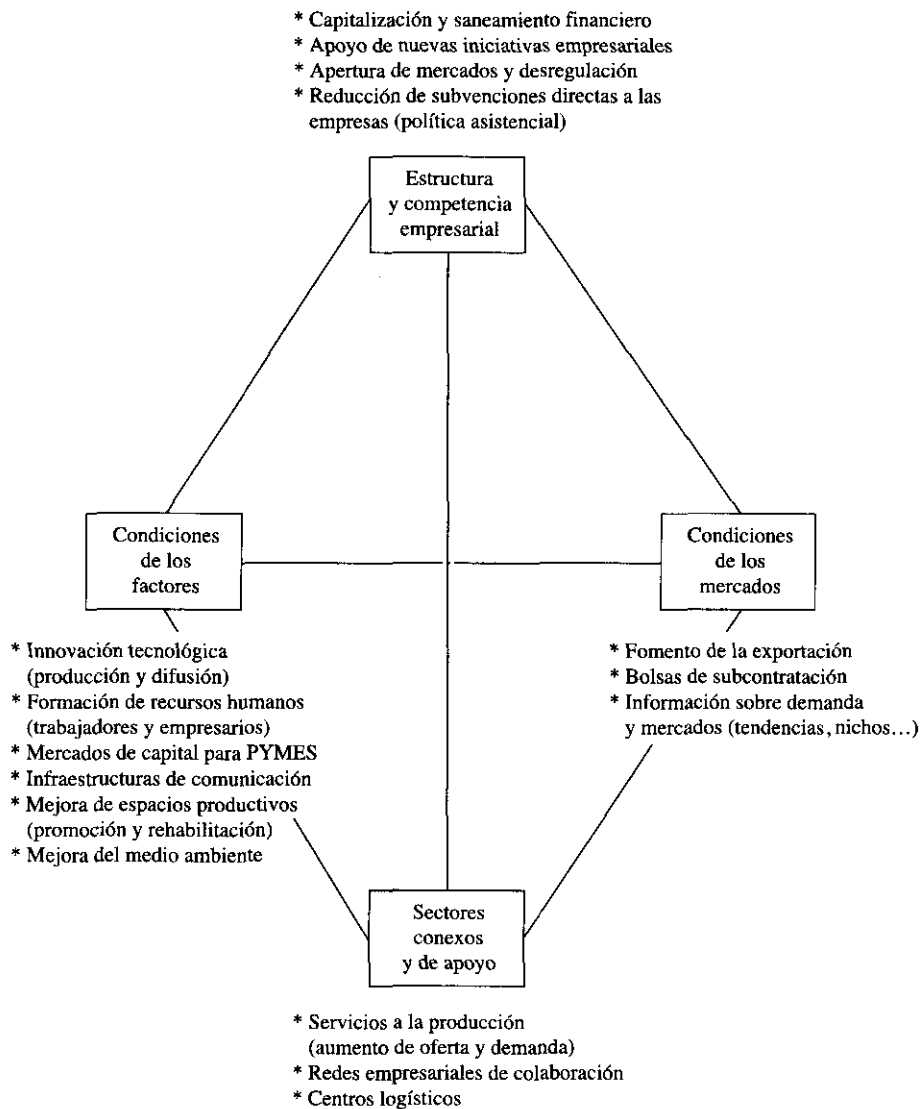 * Capitalización y saneamiento financiero
* Apoyo de nuevas iniciativas empresariales
* Apertura de mercados y desregulación
* Reducción de subvenciones directas a las
empresas (política asistencial)
Estructura
y competencia
empresarial
Condiciones
de los
factores
Condiciones
de los
mercados
* Innovación tecnológica
(producción y difusión)
* Formación de recursos humanos
(trabajadores y empresarios)
* Mercados de capital para PYMES
* Infraestructuras de comunicación
* Mejora de espacios productivos
(promoción y rehabilitación)
* Mejora del medio ambiente
* Fomento de la exportación
* Bolsas de subcontratación
* Información sobre demanda
y mercados (tendencias, nichos...)
Sectores
conexos
y de apoyo
* Servicios a la producción
(aumento de oferta y demanda)
* Redes empresariales de colaboración
* Centros logísticos